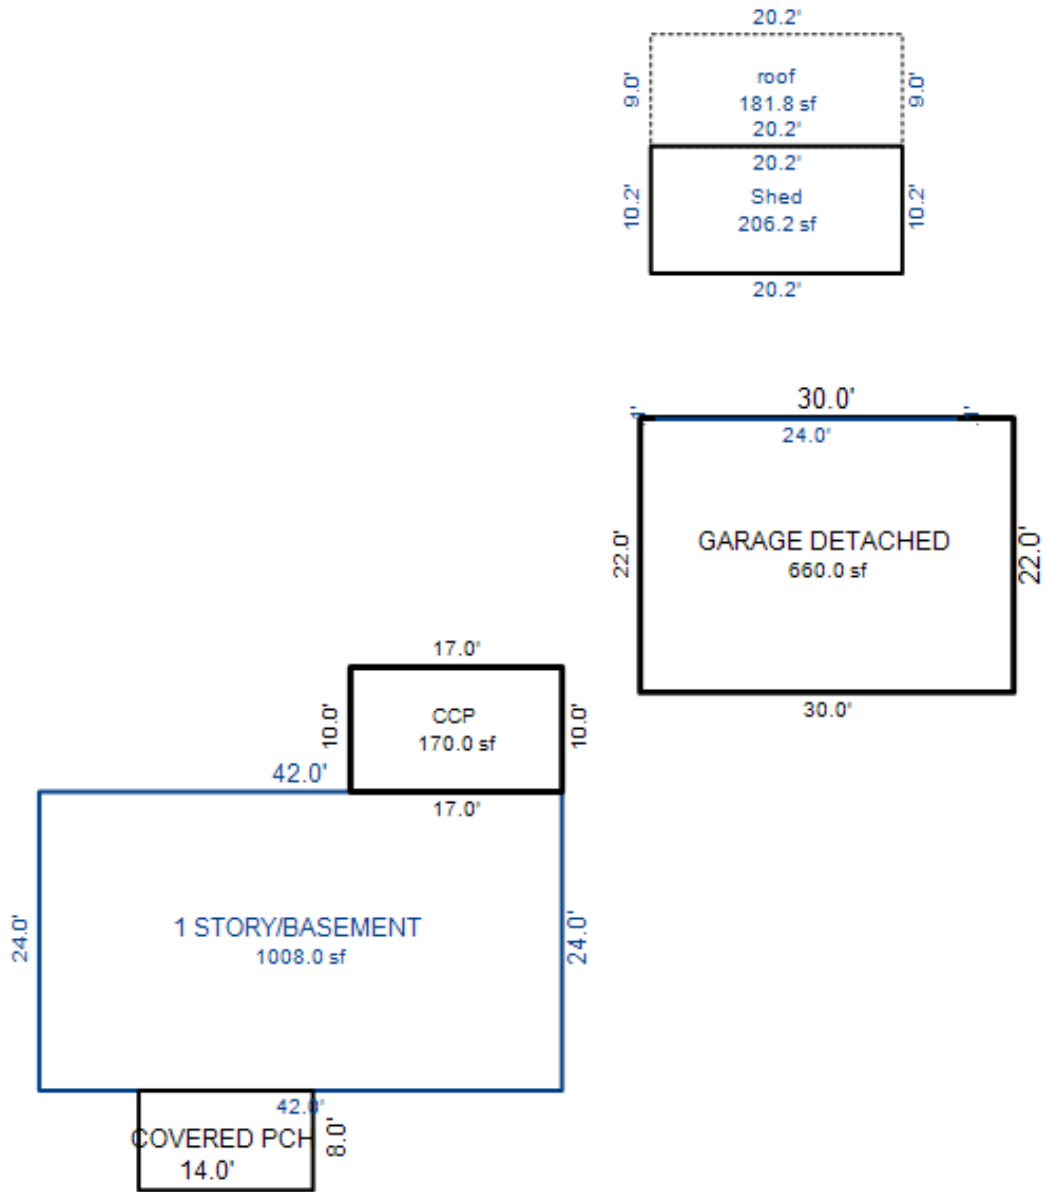 20.2'
9.0'
roof
9.0'
181.8 sf
20.2'
20.2'
10.2'
Shed
10.2'
206.2 sf
20.2'
30.0'
24.0'
22.0'
GARAGE DETACHED
22.0'
660.0 sf
30.0'
17.0'
10.0'
CCP
10.0'
170.0 sf
42.0'
17.0'
24.0'
1 STORY/BASEMENT
24.0'
1008.0 sf
42.0'
COVERED PCH
8.0'
14.0'